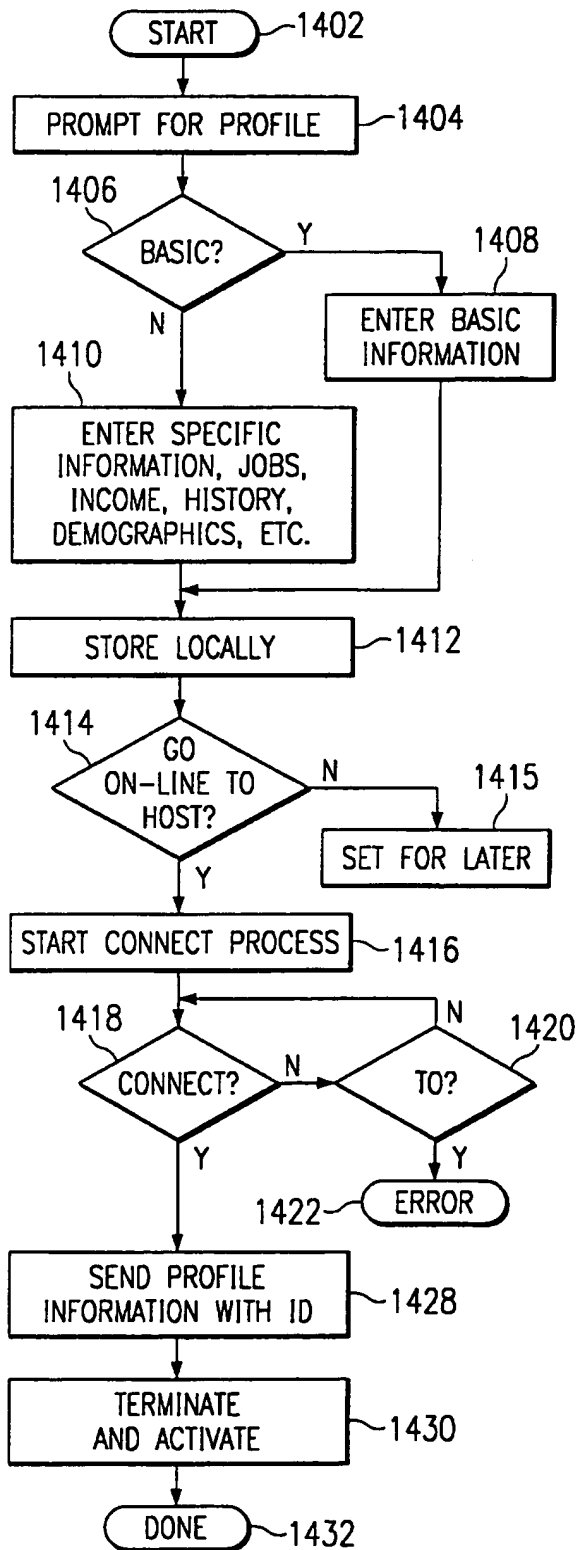 START
1402
PROMPT FOR PROFILE
1404
1406
BASIC?
Y
N
1408
ENTER BASIC
INFORMATION
1410
ENTER SPECIFIC
INFORMATION, JOBS,
INCOME, HISTORY,
DEMOGRAPHICS, ETC.
STORE LOCALLY
1412
1414
GO
ON-LINE TO
HOST?
N
Y
1415
SET FOR LATER
START CONNECT PROCESS
1416
1418
CONNECT?
N
Y
1420
TO?
N
Y
1422
ERROR
SEND PROFILE
INFORMATION WITH ID
1428
TERMINATE
AND ACTIVATE
1430
DONE
1432